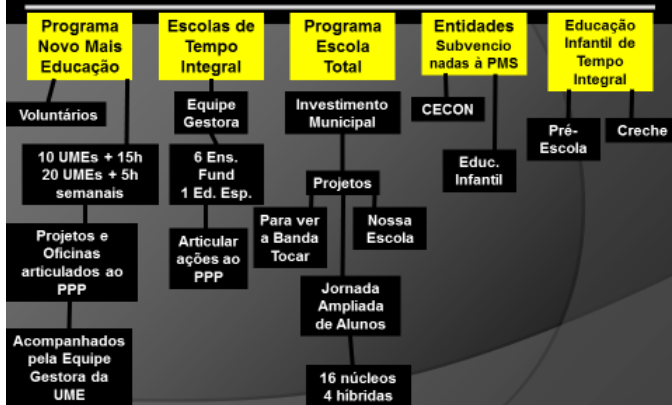 Programa
Novo Mais
Educação
Voluntários
10 UMEs + 15h
20 UMEs + 5h
semanais
Projetos e
Oficinas
articulados ao
PPP
Acompanhados
pela Equipe
Gestora da
UME
Escolas de
Tempo
Integral
Equipe
Gestora
6 Ens.
Fund
1 Ed. Esp.
Articular
ações ao
PPP
Programa
Escola
Total
Investimento
Municipal
Projetos
Para ver
a Banda
Tocar
Nossa
Escola
Jornada
Ampliada
de Alunos
16 núcleos
4 híbridas
Entidades
Subvencio
nadas à PMS
CECON
Educ.
Infantil
Educação
Infantil de
Tempo
Integral
Pré-
Escola
Creche